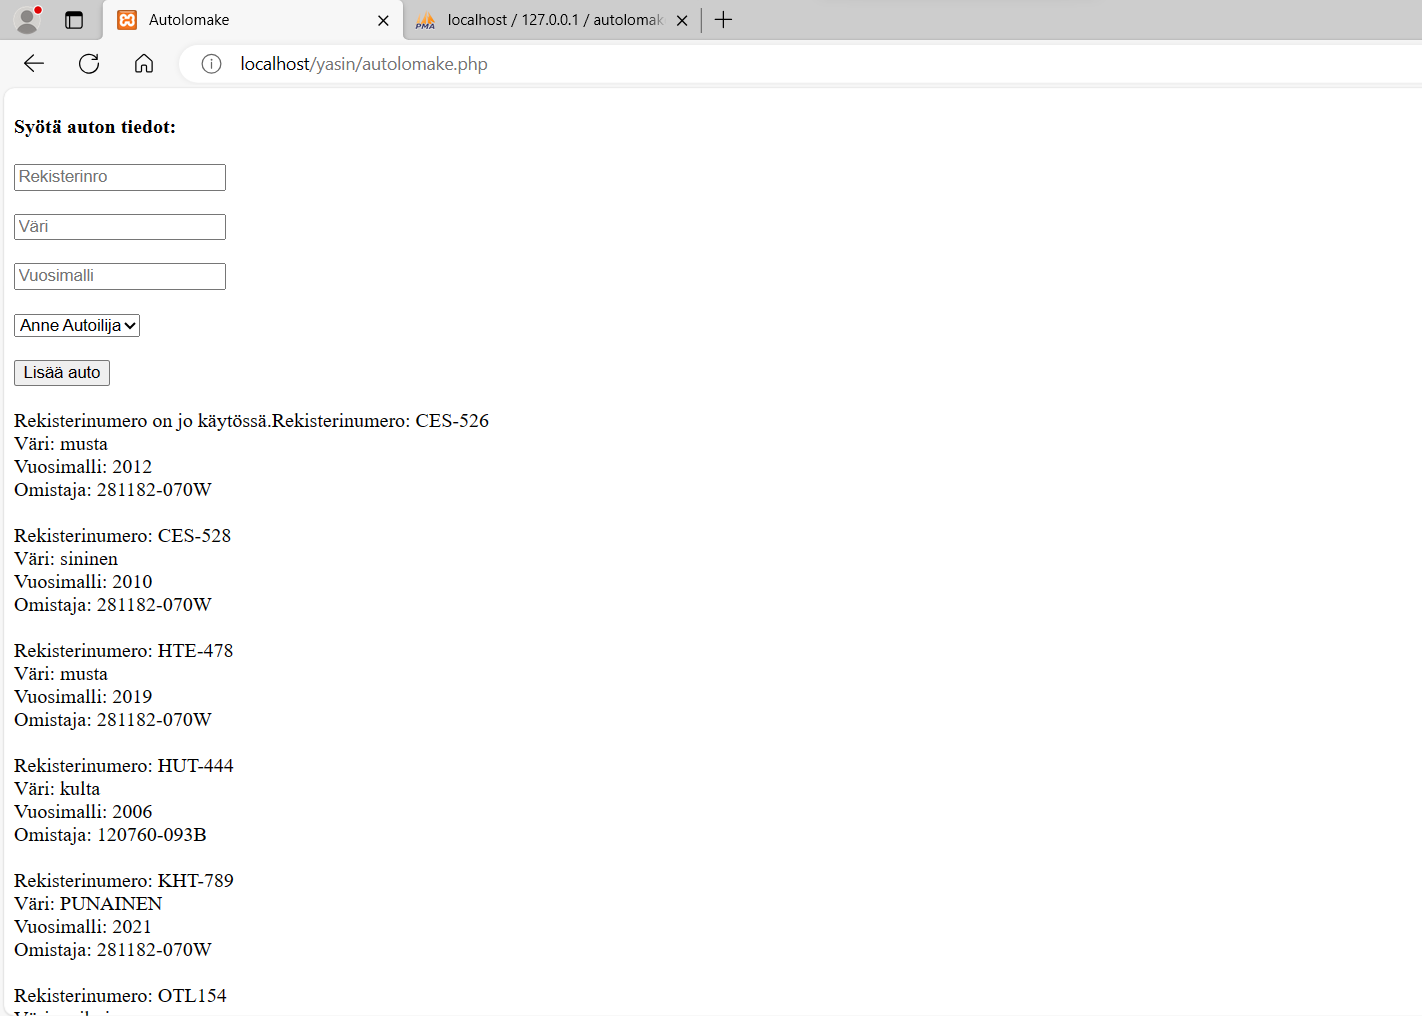 Autolomake
PMA
localhost / 127.0.0.1 / autolomak
localhost/yasin/autolomake.php
Syötä auton tiedot:
Rekisterinro
Väri
Vuosimalli
Anne Autoilija
Lisää auto
Rekisterinumero on jo käytössä.Rekisterinumero: CES-526
Väri: musta
Vuosimalli: 2012
Omistaja: 281182-070W
Rekisterinumero: CES-528
Väri: sininen
Vuosimalli: 2010
Omistaja: 281182-070W
Rekisterinumero: HTE-478
Väri: musta
Vuosimalli: 2019
Omistaja: 281182-070W
Rekisterinumero: HUT-444
Väri: kulta
Vuosimalli: 2006
Omistaja: 120760-093B
Rekisterinumero: KHT-789
Väri: PUNAINEN
Vuosimalli: 2021
Omistaja: 281182-070W
Rekisterinumero: OTL154